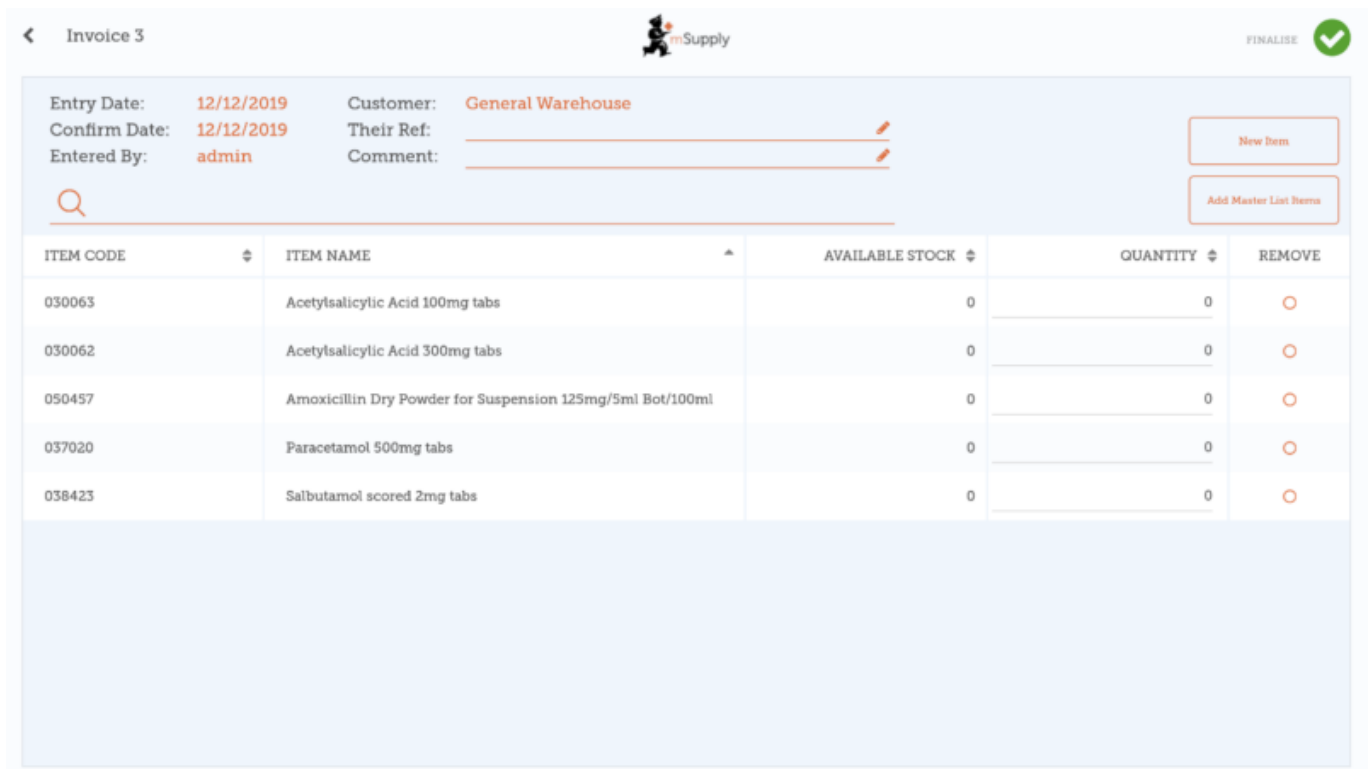 Invoice 3
mSupply
FINALISE
Entry Date: 12/12/2019 Customer: General Warehouse
Confirm Date: 12/12/2019 Their Ref:
Entered By: admin Comment:
New Item
Add Master List Items
ITEM CODE ITEM NAME AVAILABLE STOCK QUANTITY REMOVE
030063 Acetylsalicylic Acid 100mg tabs 0 0
030062 Acetylsalicylic Acid 300mg tabs 0 0
050457 Amoxicillin Dry Powder for Suspension 125mg/5ml Bot/100ml 0 0
037020 Paracetamol 500mg tabs 0 0
038423 Salbutamol scored 2mg tabs 0 0